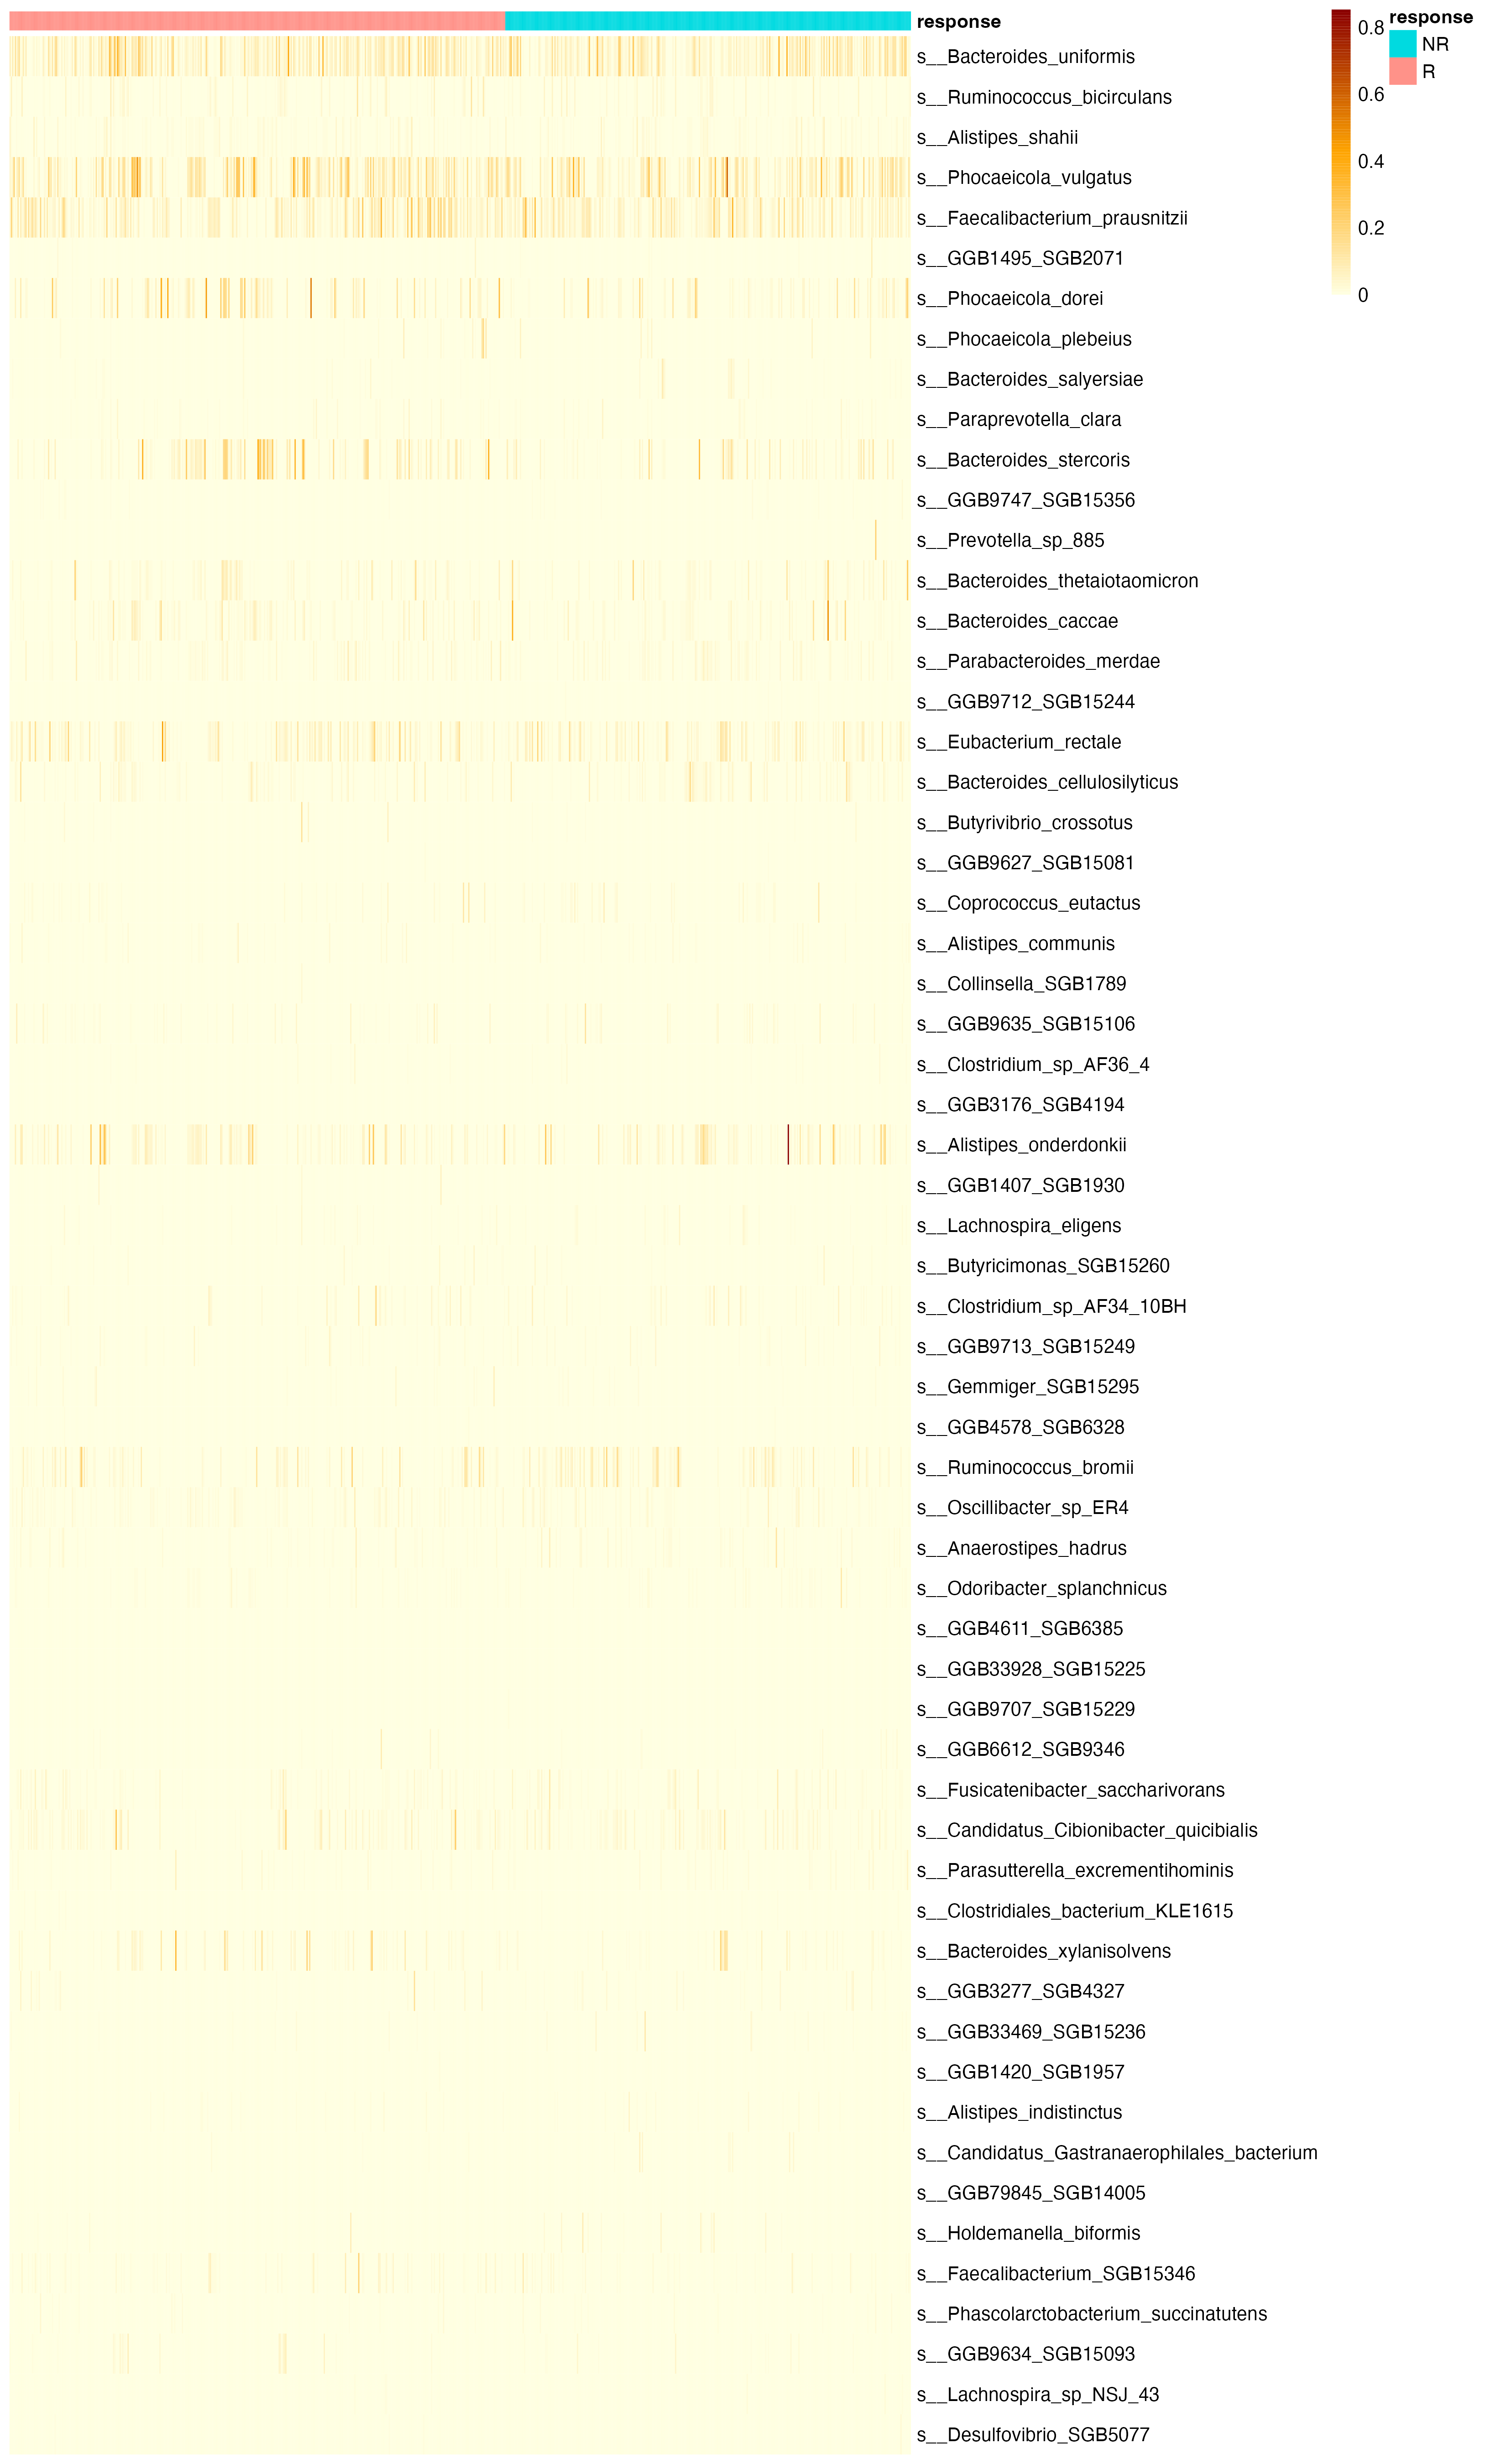 response
s__Bacteroides_uniformis
s__Ruminococcus_bicirculans
s__Alistipes_shahii
s__Phocaeicola_vulgatus
s__Faecalibacterium_prausnitzii
s__GGB1495_SGB2071
s__Phocaeicola_dorei
s__Phocaeicola_plebeius
s__Bacteroides_salyersiae
s__Paraprevotella_clara
s__Bacteroides_stercoris
s__GGB9747_SGB15356
s__Prevotella_sp_885
s__Bacteroides_thetaiotaomicron
s__Bacteroides_caccae
s__Parabacteroides_merdae
s__GGB9712_SGB15244
s__Eubacterium_rectale
s__Bacteroides_cellulosilyticus
s__Butyrivibrio_crossotus
s__GGB9627_SGB15081
s__Coprococcus_eutactus
s__Alistipes_communis
s__Collinsella_SGB1789
s__GGB9635_SGB15106
s__Clostridium_sp_AF36_4
s__GGB3176_SGB4194
s__Alistipes_onderdonkii
s__GGB1407_SGB1930
s__Lachnospira_eligens
s__Butyricimonas_SGB15260
s__Clostridium_sp_AF34_10BH
s__GGB9713_SGB15249
s__Gemmiger_SGB15295
s__GGB4578_SGB6328
s__Ruminococcus_bromii
s__Oscillibacter_sp_ER4
s__Anaerostipes_hadrus
s__Odoribacter_splanchnicus
s__GGB4611_SGB6385
s__GGB33928_SGB15225
s__GGB9707_SGB15229
s__GGB6612_SGB9346
s__Fusicatenibacter_saccharivorans
s__Candidatus_Cibionibacter_quicibialis
s__Parasutterella_excrementihominis
s__Clostridiales_bacterium_KLE1615
s__Bacteroides_xylanisolvens
s__GGB3277_SGB4327
s__GGB33469_SGB15236
s__GGB1420_SGB1957
s__Alistipes_indistinctus
s__Candidatus_Gastranaerophilales_bacterium
s__GGB79845_SGB14005
s__Holdemanella_biformis
s__Faecalibacterium_SGB15346
s__Phascolarctobacterium_succinatutens
s__GGB9634_SGB15093
s__Lachnospira_sp_NSJ_43
s__Desulfovibrio_SGB5077
0.8
0.6
0.4
0.2
0
response
NR
R